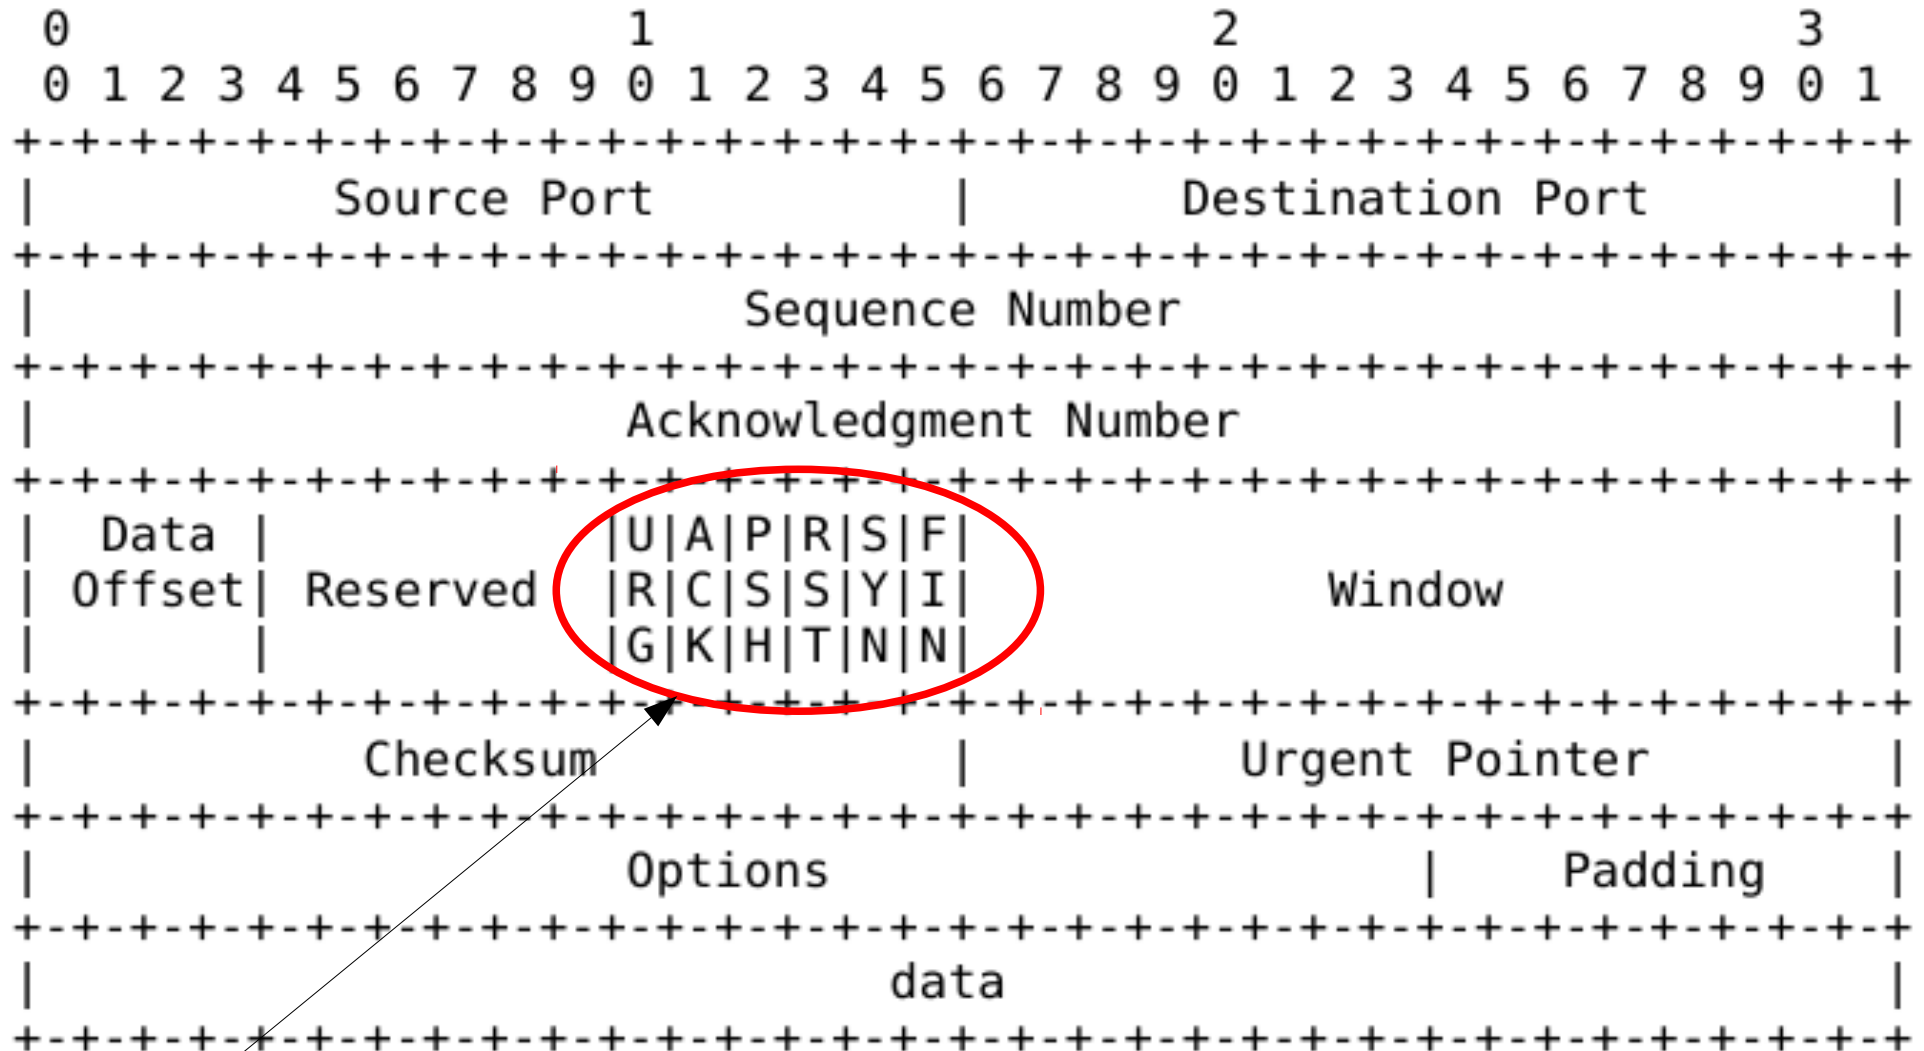 0                   1                   2                   3
 0 1 2 3 4 5 6 7 8 9 0 1 2 3 4 5 6 7 8 9 0 1 2 3 4 5 6 7 8 9 0 1
+-+-+-+-+-+-+-+-+-+-+-+-+-+-+-+-+-+-+-+-+-+-+-+-+-+-+-+-+-+-+-+-+
|          Source Port          |       Destination Port        |
+-+-+-+-+-+-+-+-+-+-+-+-+-+-+-+-+-+-+-+-+-+-+-+-+-+-+-+-+-+-+-+-+
|                        Sequence Number                        |
+-+-+-+-+-+-+-+-+-+-+-+-+-+-+-+-+-+-+-+-+-+-+-+-+-+-+-+-+-+-+-+-+
|                    Acknowledgment Number                      |
+-+-+-+-+-+-+-+-+-+-+-+-+-+-+-+-+-+-+-+-+-+-+-+-+-+-+-+-+-+-+-+-+
|  Data |           |U|A|P|R|S|F|                               |
| Offset| Reserved  |R|C|S|S|Y|I|            Window             |
|       |           |G|K|H|T|N|N|                               |
+-+-+-+-+-+-+-+-+-+-+-+-+-+-+-+-+-+-+-+-+-+-+-+-+-+-+-+-+-+-+-+-+
|           Checksum            |         Urgent Pointer        |
+-+-+-+-+-+-+-+-+-+-+-+-+-+-+-+-+-+-+-+-+-+-+-+-+-+-+-+-+-+-+-+-+
|                    Options                    |    Padding    |
+-+-+-+-+-+-+-+-+-+-+-+-+-+-+-+-+-+-+-+-+-+-+-+-+-+-+-+-+-+-+-+-+
|                             data                              |
+-+-+-+-+-+-+-+-+-+-+-+-+-+-+-+-+-+-+-+-+-+-+-+-+-+-+-+-+-+-+-+-+